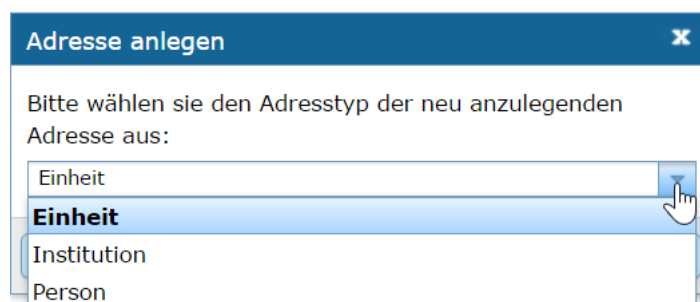 Adresse anlegen
Bitte wählen sie den Adresstyp der neu anzulegenden
Adresse aus:
Einheit
Einheit
Institution
Person